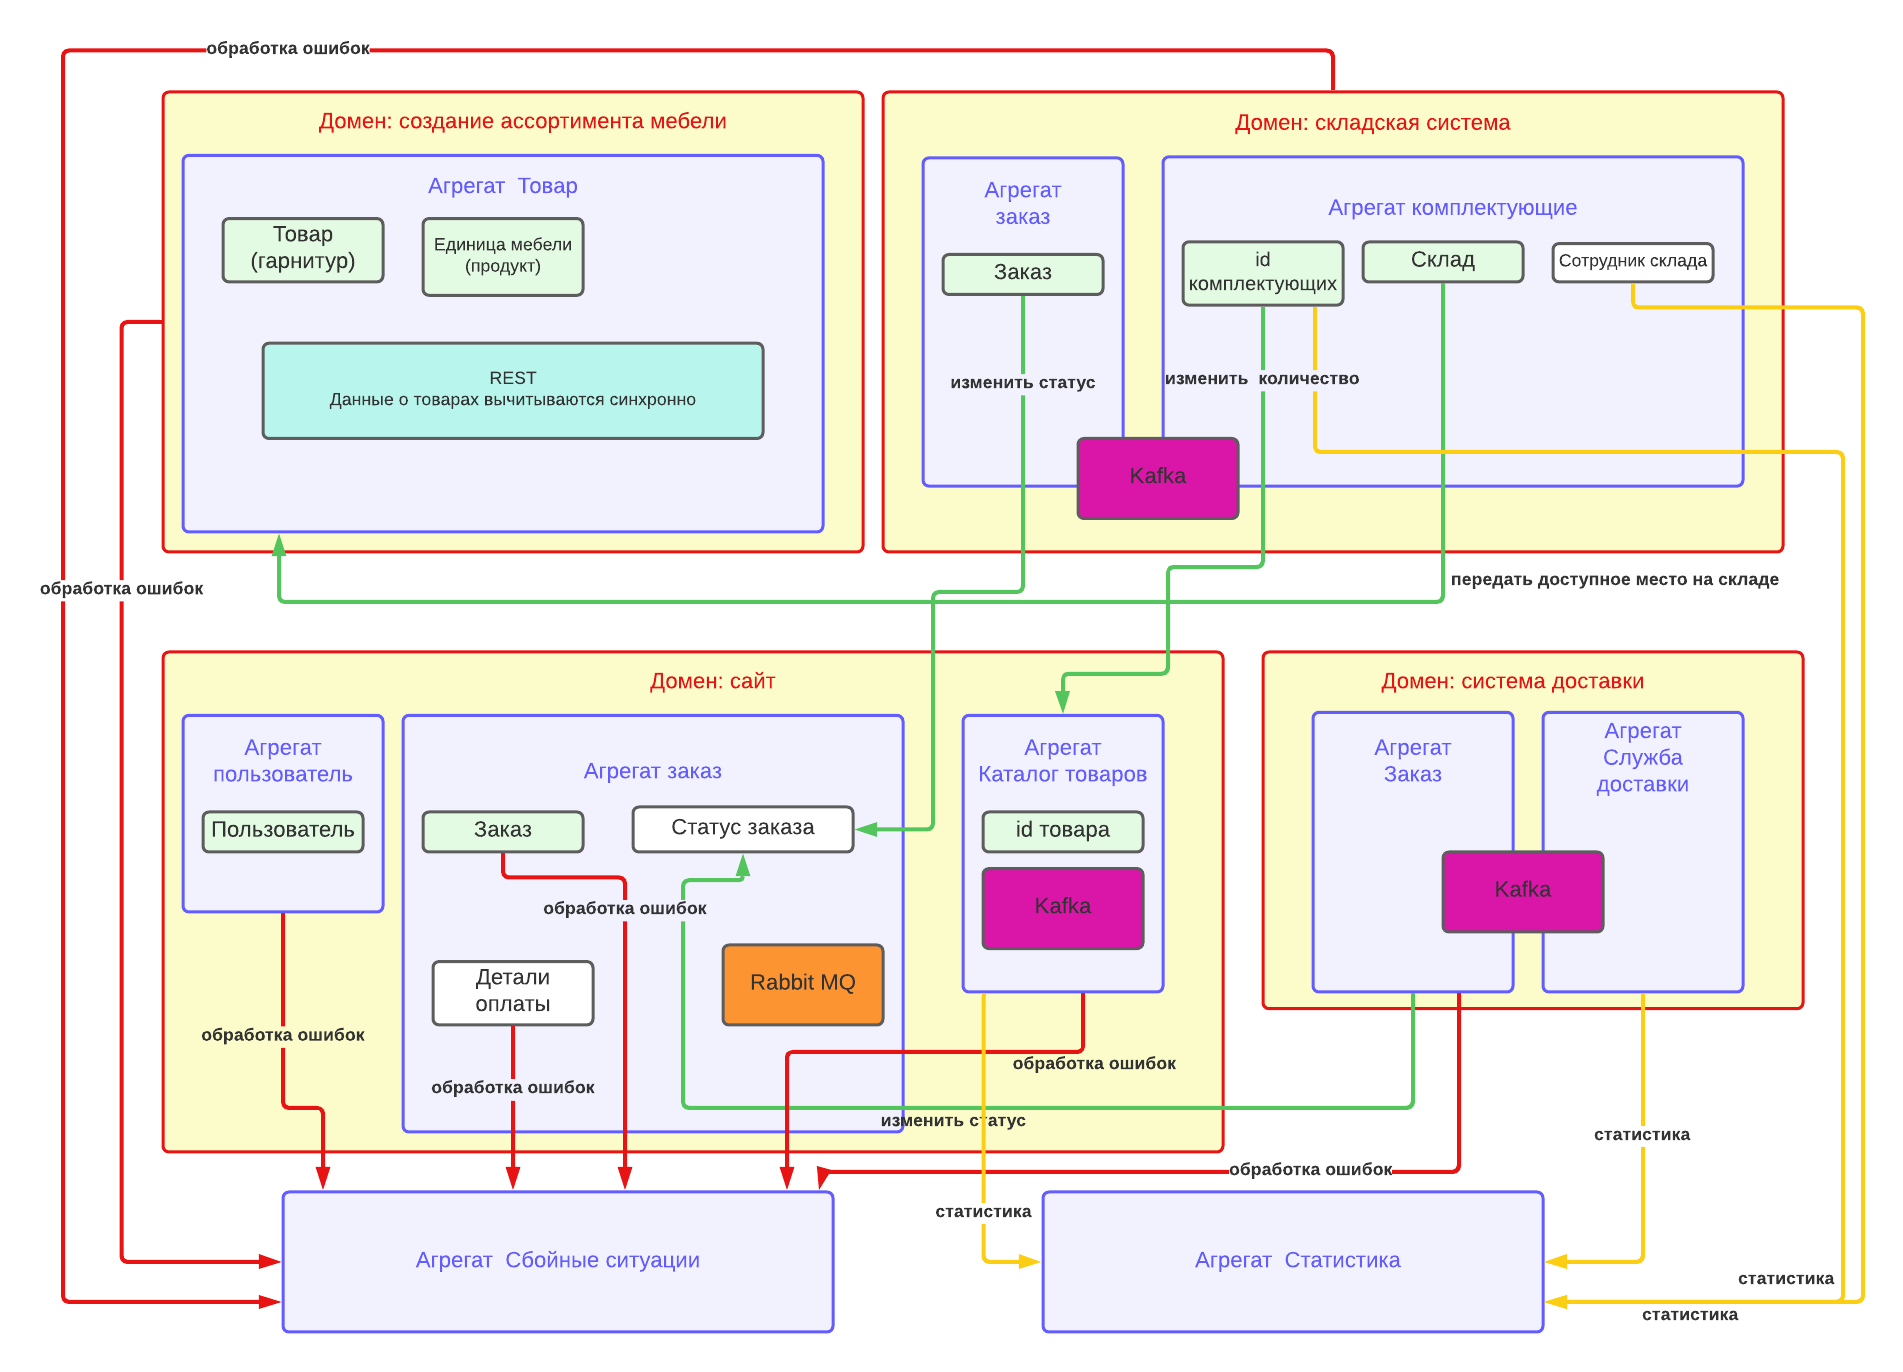 обработка ошибок
Домен: создание ассортимента мебели
Агрегат  Товар
Товар
(гарнитур)
Единица мебели
(продукт)
REST
Данные о товарах вычитываются синхронно
Домен: складская система
Агрегат
заказ
Заказ
изменить статус
Агрегат комплектующие
id
комплектующих
Склад
Сотрудник склада
изменить  количество
Kafka
обработка ошибок
передать доступное место на складе
Домен: сайт
Агрегат
пользователь
Пользователь
обработка ошибок
Агрегат заказ
Заказ
Статус заказа
обработка ошибок
Детали
оплаты
Rabbit MQ
обработка ошибок
Агрегат
Каталог товаров
id товара
Kafka
обработка ошибок
изменить статус
Домен: система доставки
Агрегат
Заказ
Агрегат
Служба
доставки
Kafka
статистика
обработка ошибок
статистика
Агрегат  Сбойные ситуации
Агрегат  Статистика
статистика
статистика